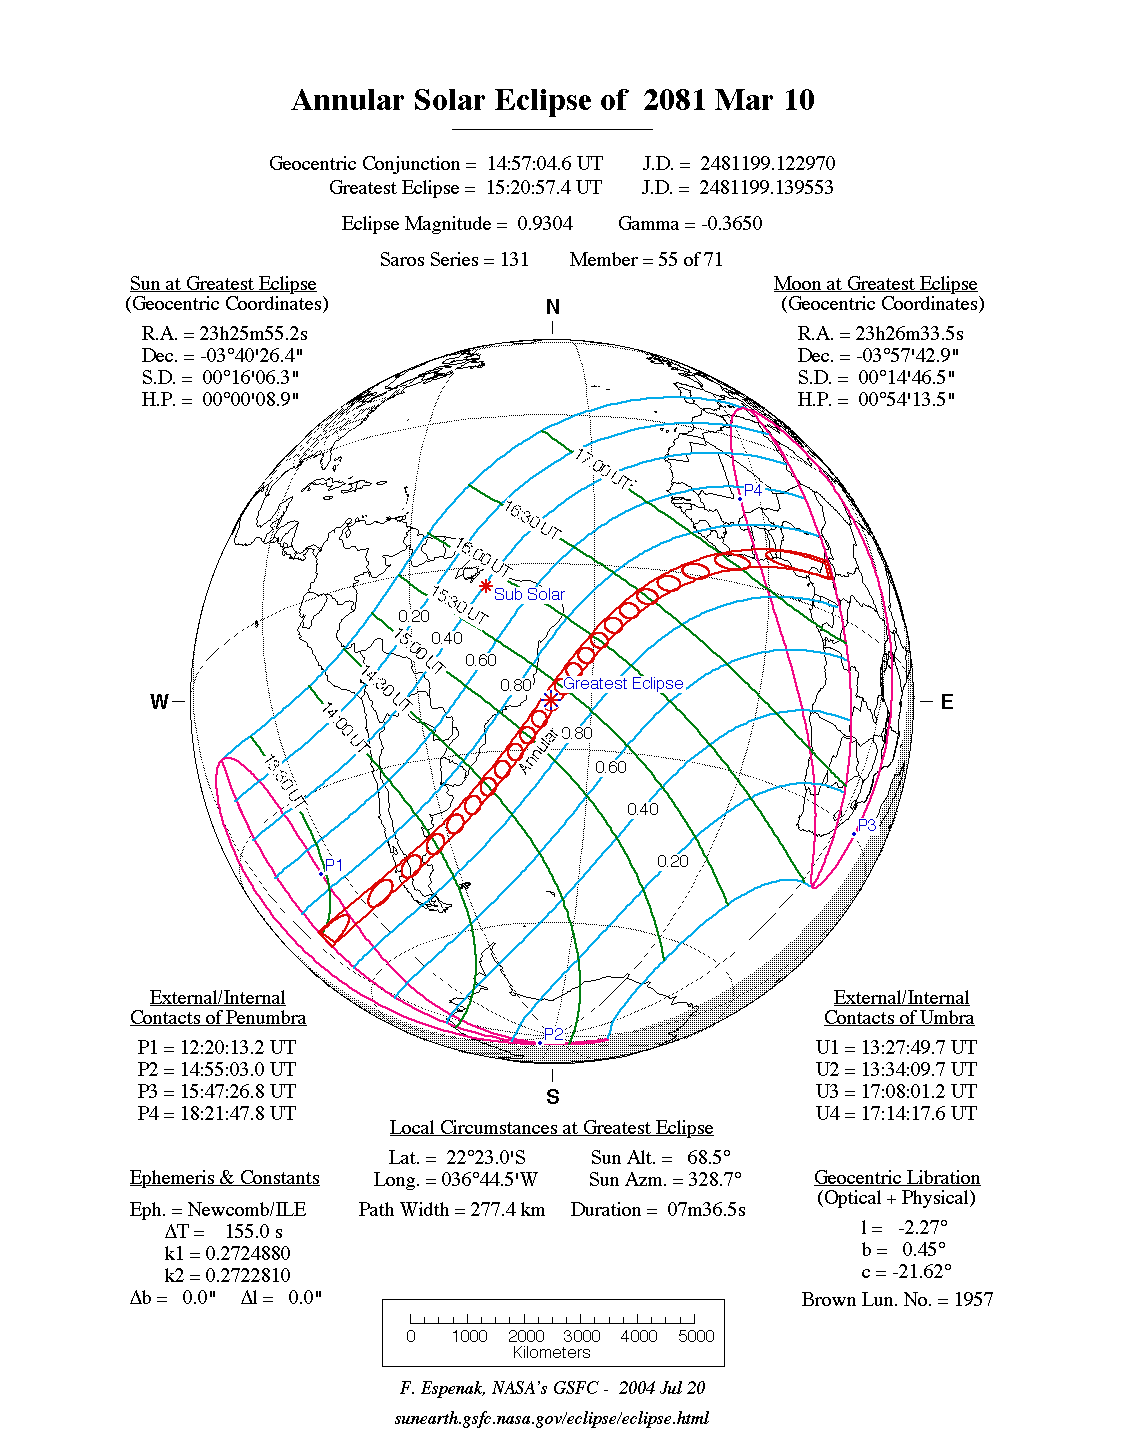 Annular Solar Eclipse of 2081 Mar 10
Geocentric Conjunction = 14:57:04.6 UT J.D. = 2481199.122970
Greatest Eclipse = 15:20:57.4 UT J.D. = 2481199.139553
Eclipse Magnitude = 0.9304 Gamma = -0.3650
Saros Series = 131 Member = 55 of 71
Sun at Greatest Eclipse
(Geocentric Coordinates)
R.A. = 23h25m55.2s
Dec. = -03°40'26.4"
S.D. = 00°16'06.3"
H.P. = 00°00'08.9"
Moon at Greatest Eclipse
(Geocentric Coordinates)
R.A. = 23h26m33.5s
Dec. = -03°57'42.9"
S.D. = 00°14'46.5"
H.P. = 00°54'13.5"
N
17:00 UT
P4
16:30 UT
16:00 UT
Sub Solar
15:30 UT
0.20
0.40
15:00 UT
0.60
14:30 UT
0.80
Greatest Eclipse
W
E
14:00 UT
0.80
Annular
0.60
13:30 UT
0.40
P3
0.20
P1
P2
S
External/Internal
Contacts of Penumbra
P1 = 12:20:13.2 UT
P2 = 14:55:03.0 UT
P3 = 15:47:26.8 UT
P4 = 18:21:47.8 UT
External/Internal
Contacts of Umbra
U1 = 13:27:49.7 UT
U2 = 13:34:09.7 UT
U3 = 17:08:01.2 UT
U4 = 17:14:17.6 UT
Local Circumstances at Greatest Eclipse
Lat. = 22°23.0'S Sun Alt. = 68.5°
Long. = 036°44.5'W Sun Azm. = 328.7°
Path Width = 277.4 km Duration = 07m36.5s
Ephemeris & Constants
Eph. = Newcomb/ILE
ΔT = 155.0 s
k1 = 0.2724880
k2 = 0.2722810
Δb = 0.0" Δl = 0.0"
Geocentric Libration
(Optical + Physical)
l = -2.27°
b = 0.45°
c = -21.62°
Brown Lun. No. = 1957
0 1000 2000 3000 4000 5000
Kilometers
F. Espenak, NASA's GSFC - 2004 Jul 20
sunearth.gsfc.nasa.gov/eclipse/eclipse.html